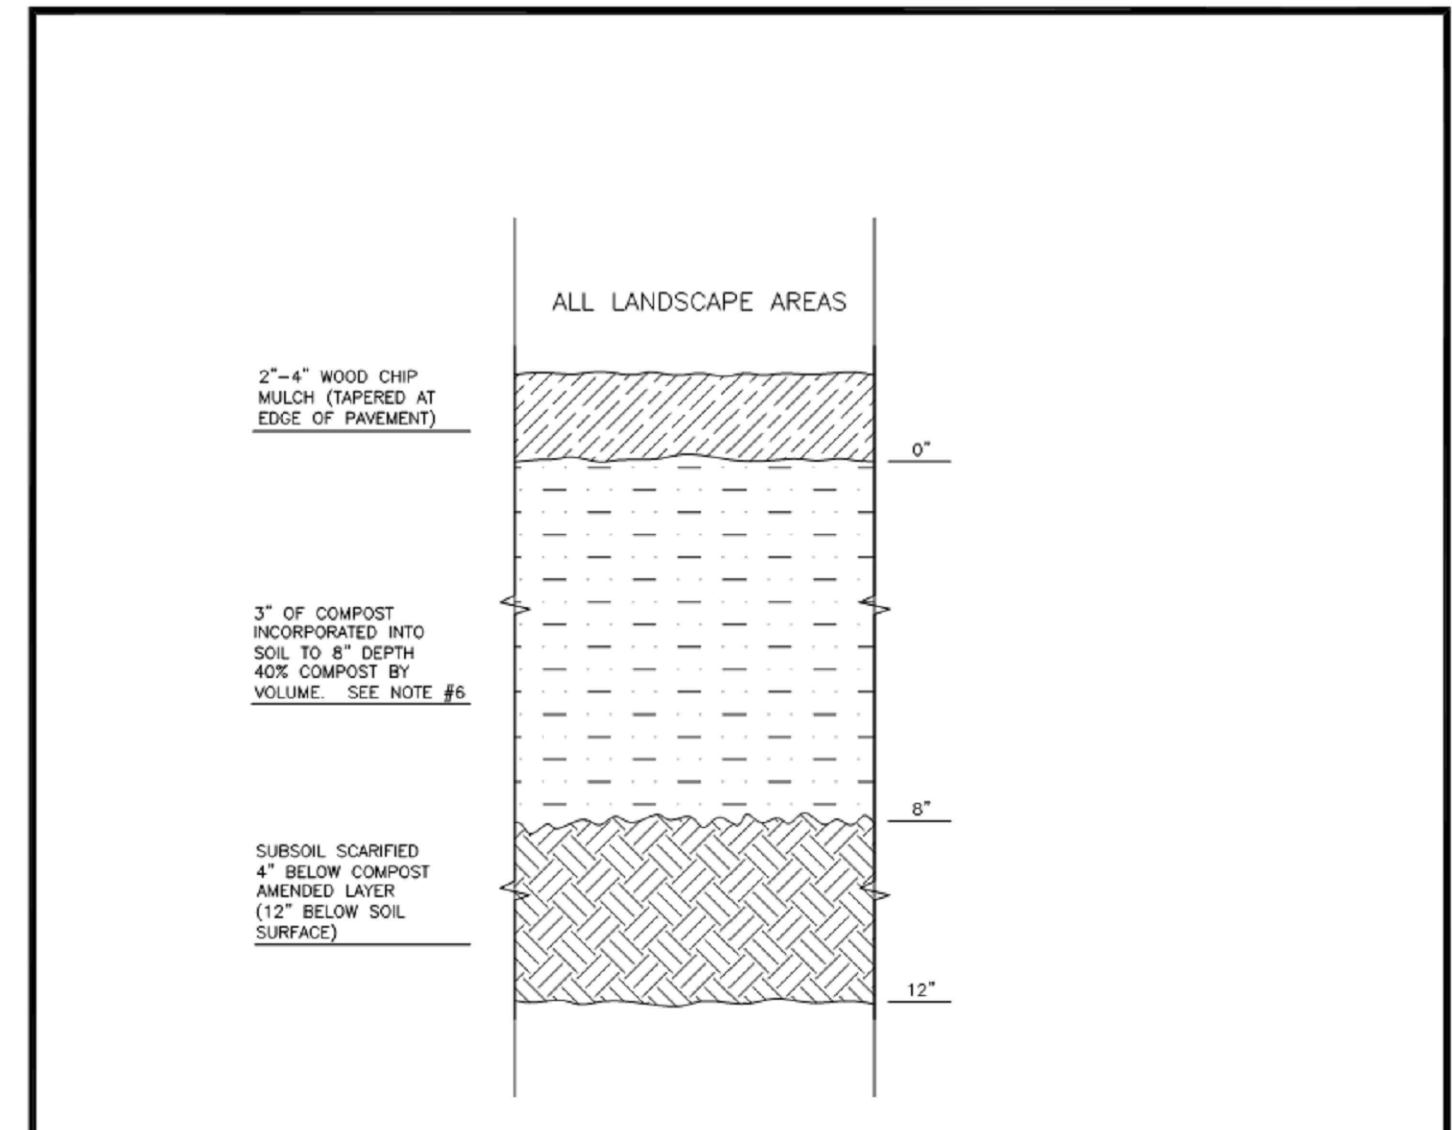 ALL LANDSCAPE AREAS
2"-4" WOOD CHIP
MULCH (TAPERED AT
EDGE OF PAVEMENT)
0"
3" OF COMPOST
INCORPORATED INTO
SOIL TO 8" DEPTH
40% COMPOST BY
VOLUME. SEE NOTE #6
8"
SUBSOIL SCARIFIED
4" BELOW COMPOST
AMENDED LAYER
(12" BELOW SOIL
SURFACE)
12"